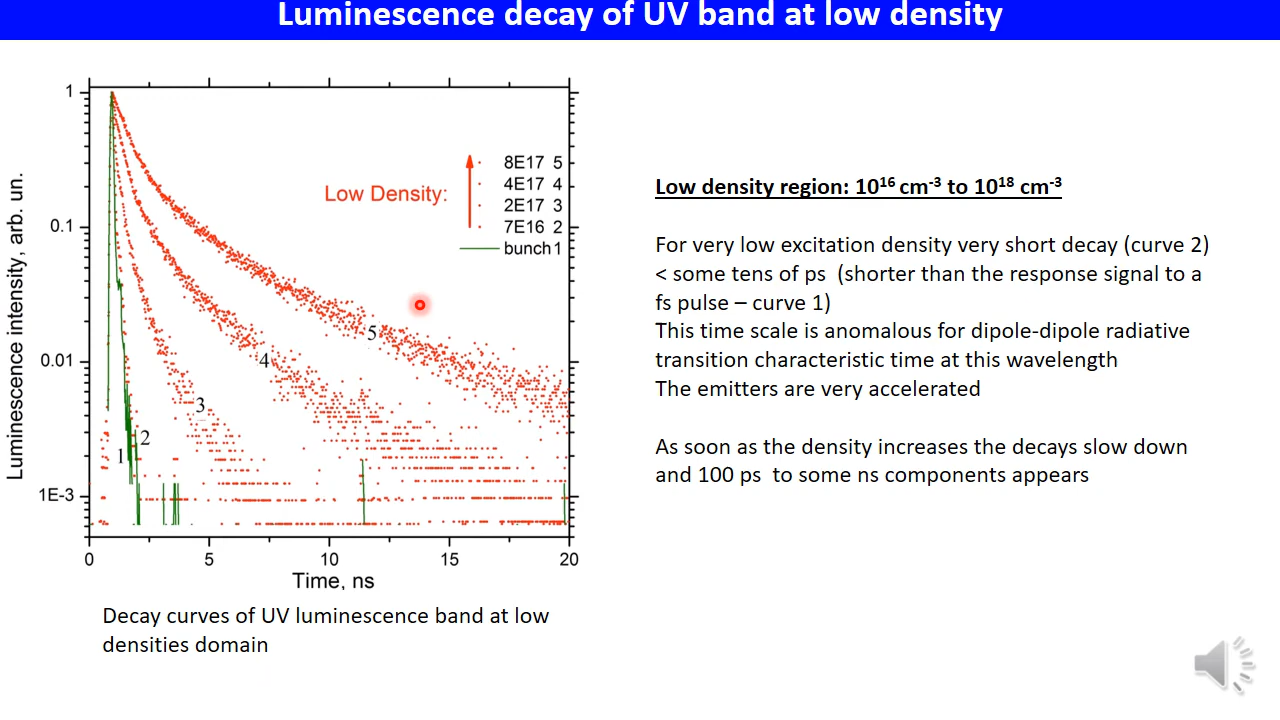 Luminescence decay of UV band at low density
Luminescence intensity, arb. un.
1
0.1
0.01
1E-3
Low Density:
8E17 5
4E17 4
2E17 3
7E16 2
bunch 1
5
4
3
2
1
0 5 10 15 20
Time, ns
Decay curves of UV luminescence band at low
densities domain
Low density region: 10¹⁶ cm⁻³ to 10¹⁸ cm⁻³
For very low excitation density very short decay (curve 2)
< some tens of ps (shorter than the response signal to a
fs pulse – curve 1)
This time scale is anomalous for dipole-dipole radiative
transition characteristic time at this wavelength
The emitters are very accelerated
As soon as the density increases the decays slow down
and 100 ps to some ns components appears